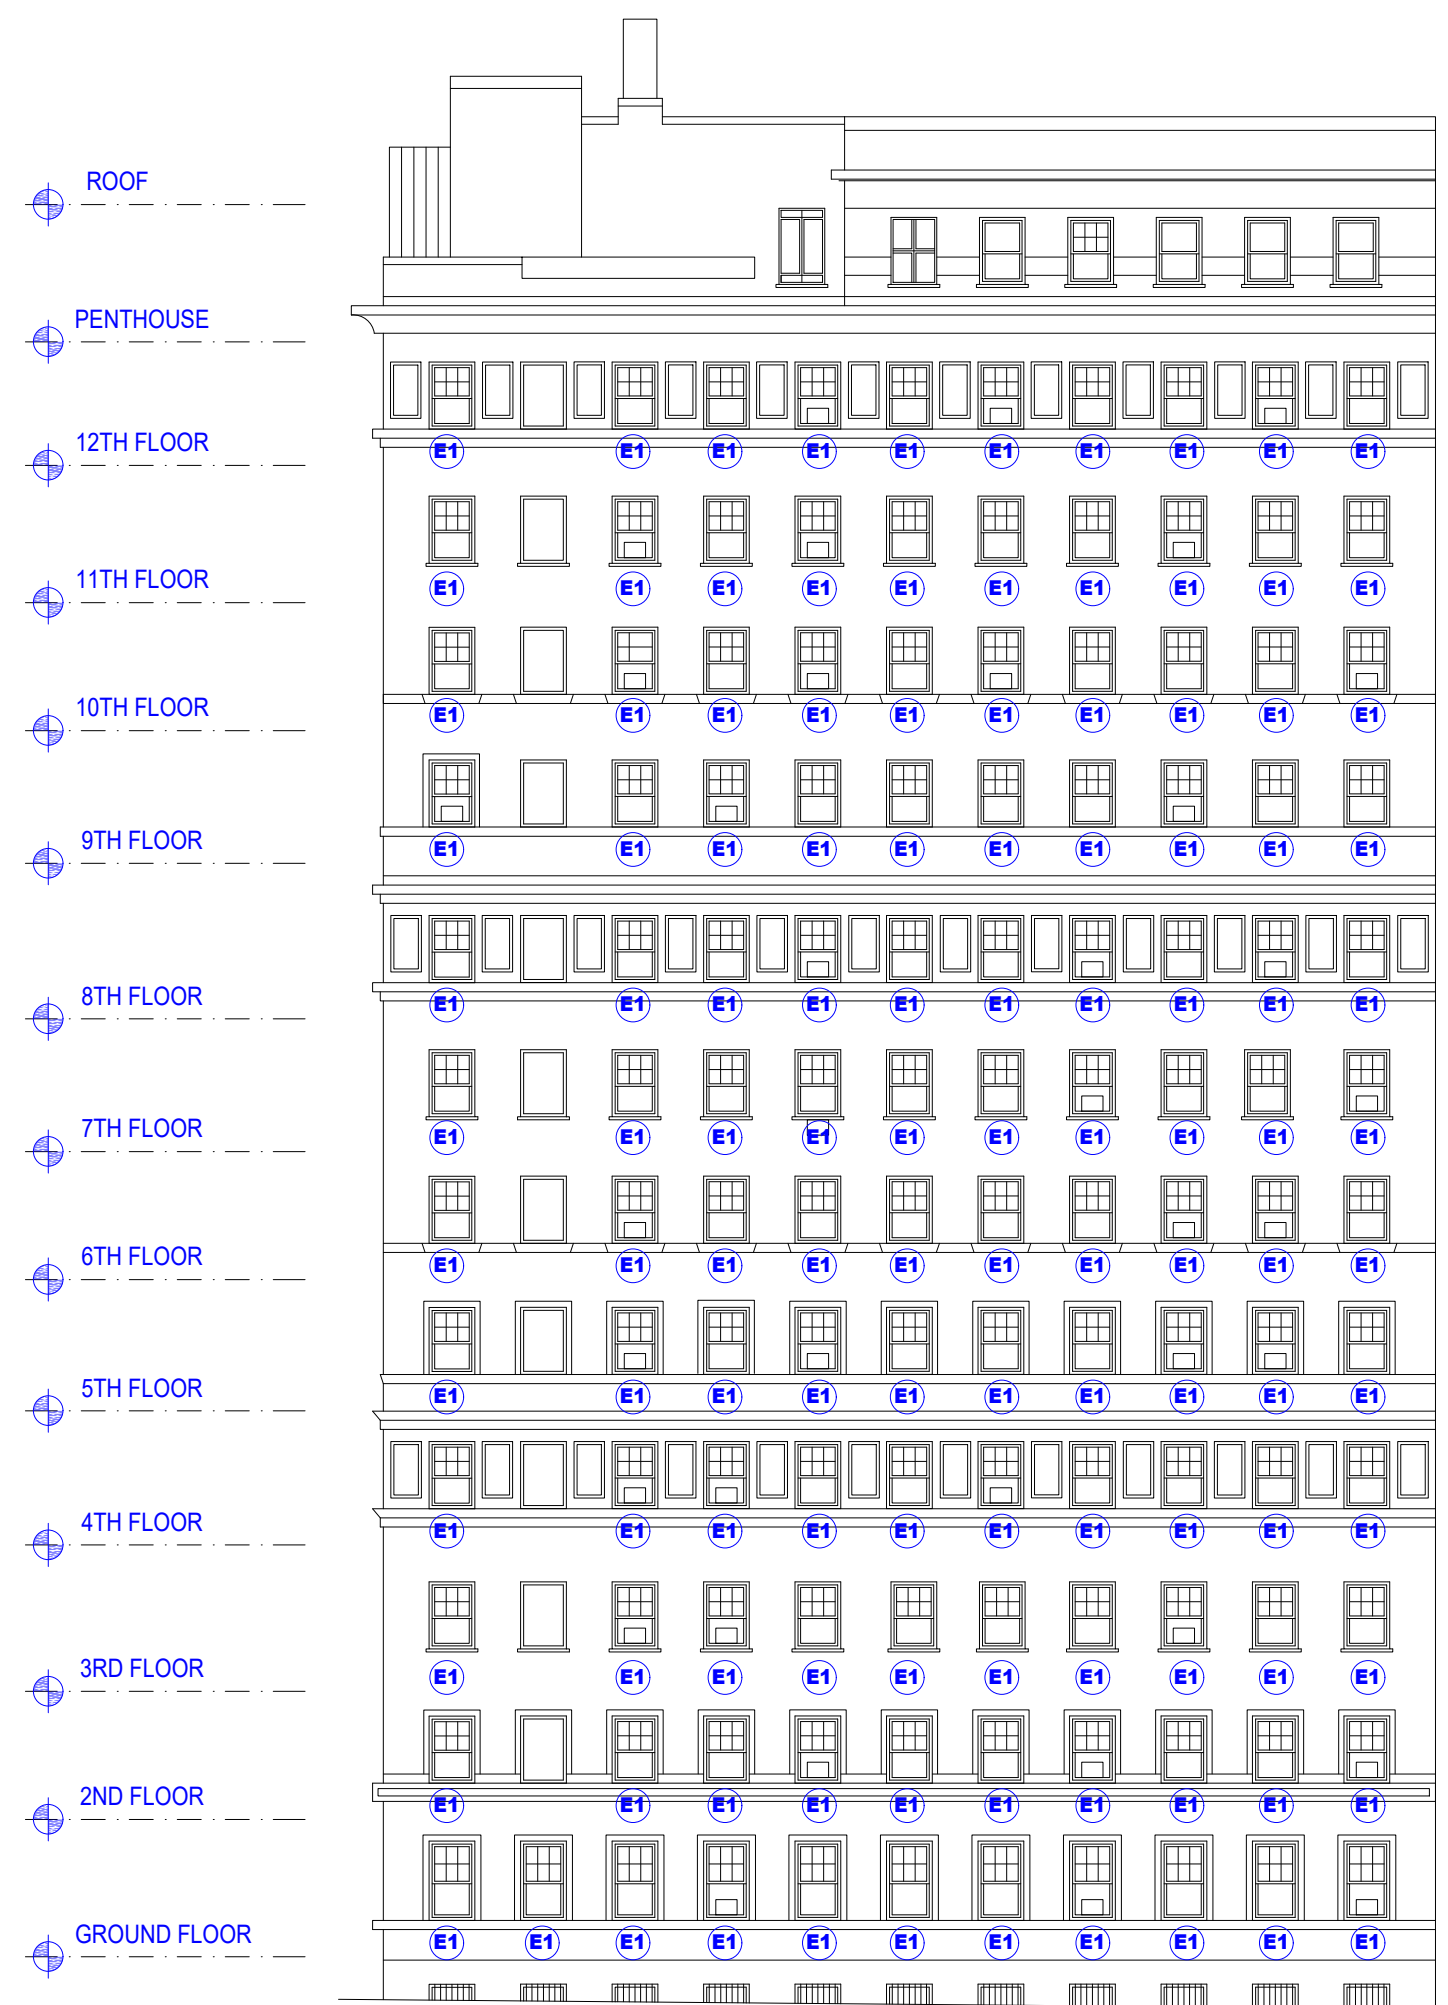 ROOF
PENTHOUSE
12TH FLOOR
E1 E1 E1 E1 E1 E1 E1 E1 E1 E1
11TH FLOOR
E1 E1 E1 E1 E1 E1 E1 E1 E1 E1
10TH FLOOR
E1 E1 E1 E1 E1 E1 E1 E1 E1 E1
9TH FLOOR
E1 E1 E1 E1 E1 E1 E1 E1 E1 E1
8TH FLOOR
E1 E1 E1 E1 E1 E1 E1 E1 E1 E1
7TH FLOOR
E1 E1 E1 E1 E1 E1 E1 E1 E1 E1
6TH FLOOR
E1 E1 E1 E1 E1 E1 E1 E1 E1 E1
5TH FLOOR
E1 E1 E1 E1 E1 E1 E1 E1 E1 E1
4TH FLOOR
E1 E1 E1 E1 E1 E1 E1 E1 E1 E1
3RD FLOOR
E1 E1 E1 E1 E1 E1 E1 E1 E1 E1
2ND FLOOR
E1 E1 E1 E1 E1 E1 E1 E1 E1 E1
GROUND FLOOR
E1 E1 E1 E1 E1 E1 E1 E1 E1 E1 E1